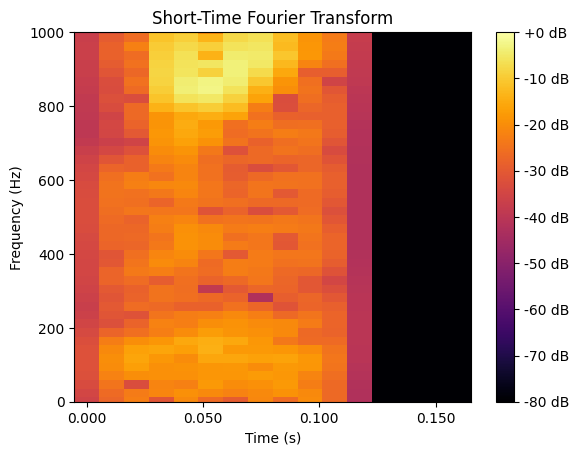 Short-Time Fourier Transform
1000
800
600
400
200
0
Frequency (Hz)
0.000
0.050
0.100
0.150
Time (s)
+0 dB
-10 dB
-20 dB
-30 dB
-40 dB
-50 dB
-60 dB
-70 dB
-80 dB